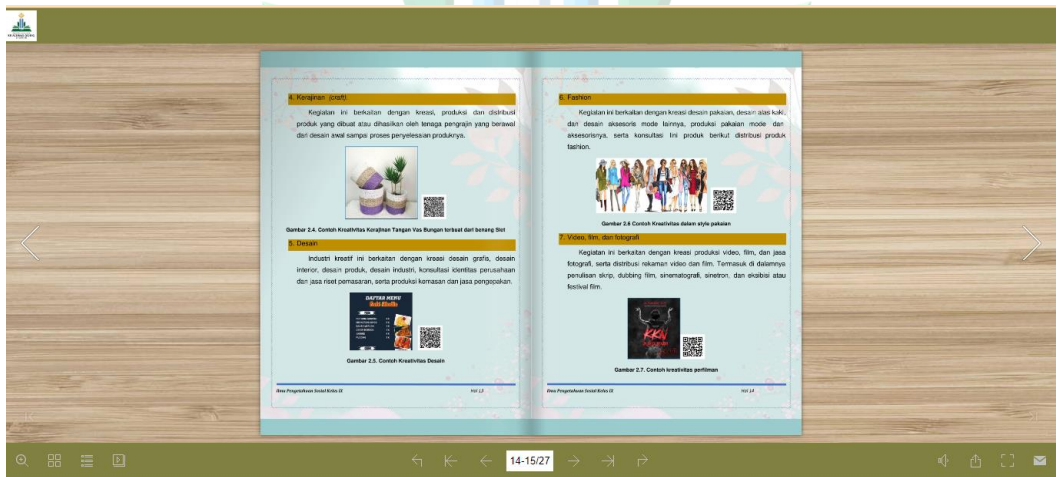 4. Kerajinan (craft).
Kegiatan ini berkaitan dengan kreasi, produksi dan distribusi
produk yang dibuat atau dihasilkan oleh tenaga pengrajin yang berawal
dari desain awal sampai proses penyelesaian produknya.
Gambar 2.4. Contoh Kreativitas Kerajinan Tangan Vas Bungan terbuat dari benang Slet
5. Desain
Industri kreatif ini berkaitan dengan kreasi desain grafis, desain
interior, desain produk, desain industri, konsultasi identitas perusahaan
dan jasa riset pemasaran, serta produksi kemasan dan jasa pengepakan.
DAFTAR MENU
Gambar 2.5. Contoh Kreativitas Desain
Ilmu Pengetahuan Sosial Kelas IX
Hal 13
6. Fashion
Kegiatan ini berkaitan dengan kreasi desain pakaian, desain alas kaki,
dan desain aksesoris mode lainnya, produksi pakaian mode dan
aksesorisnya, serta konsultasi lini produk berikut distribusi produk
fashion.
Gambar 2.6 Contoh Kreativitas dalam style pakaian
7. Video, film, dan fotografi
Kegiatan ini berkaitan dengan kreasi produksi video, film, dan jasa
fotografi, serta distribusi rekaman video dan film. Termasuk di dalamnya
penulisan skrip, dubbing film, sinematografi, sinetron, dan eksibisi atau
festival film.
KKN
Gambar 2.7. Contoh kreativitas perfilman
Ilmu Pengetahuan Sosial Kelas IX
Hal 14
14-15/27